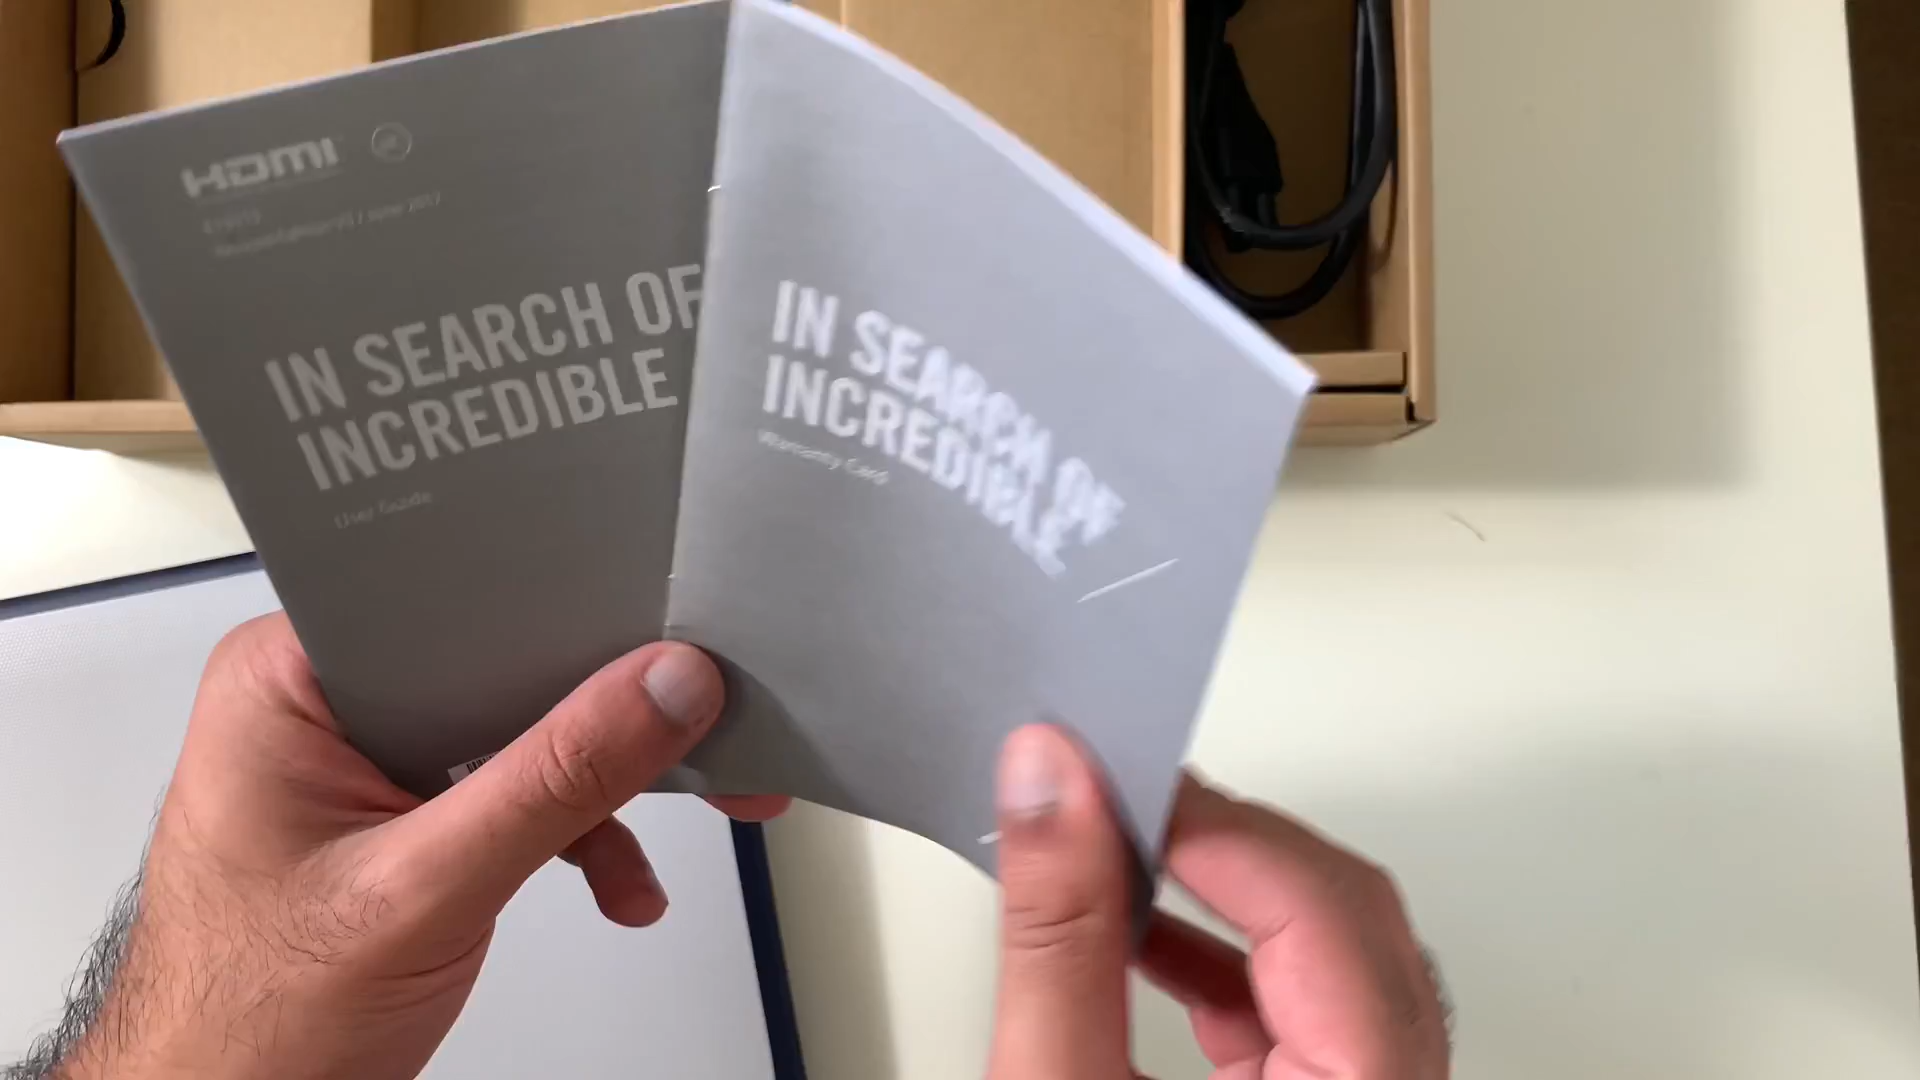 HDMI
IN SEARCH OF
INCREDIBLE
User Guide
IN SEARCH OF
INCREDIBLE
Warranty Card